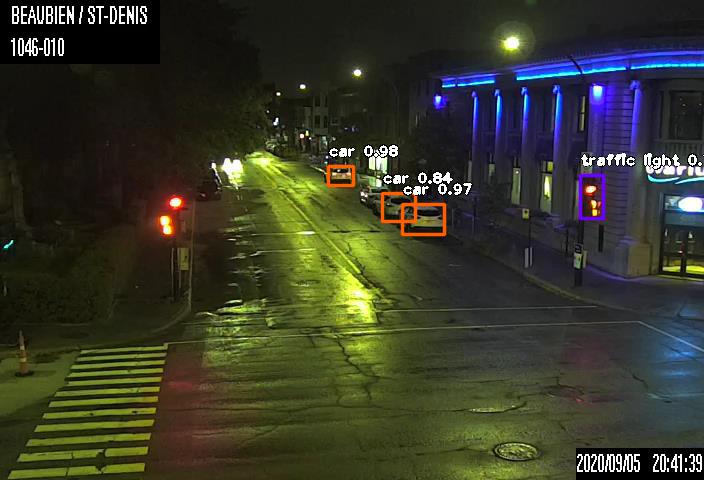 BEAUBIEN / ST-DENIS
1046-010
car 0.98
traffic light 0.
car 0.84
car 0.97
2020/09/05 20:41:39